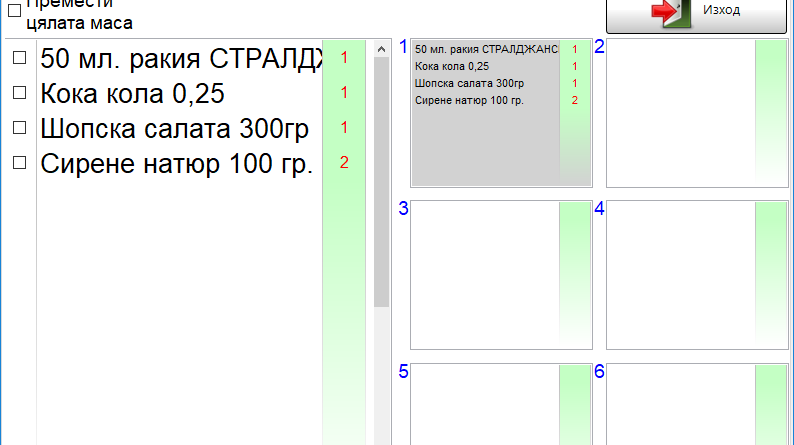 Премести
цялата маса
Изход
50 мл. ракия СТРАЛДЖ 1
Кока кола 0,25 1
Шопска салата 300гр 1
Сирене натюр 100 гр. 2
1
50 мл. ракия СТРАЛДЖАНС 1
Кока кола 0,25 1
Шопска салата 300гр 1
Сирене натюр 100 гр. 2
2
3
4
5
6